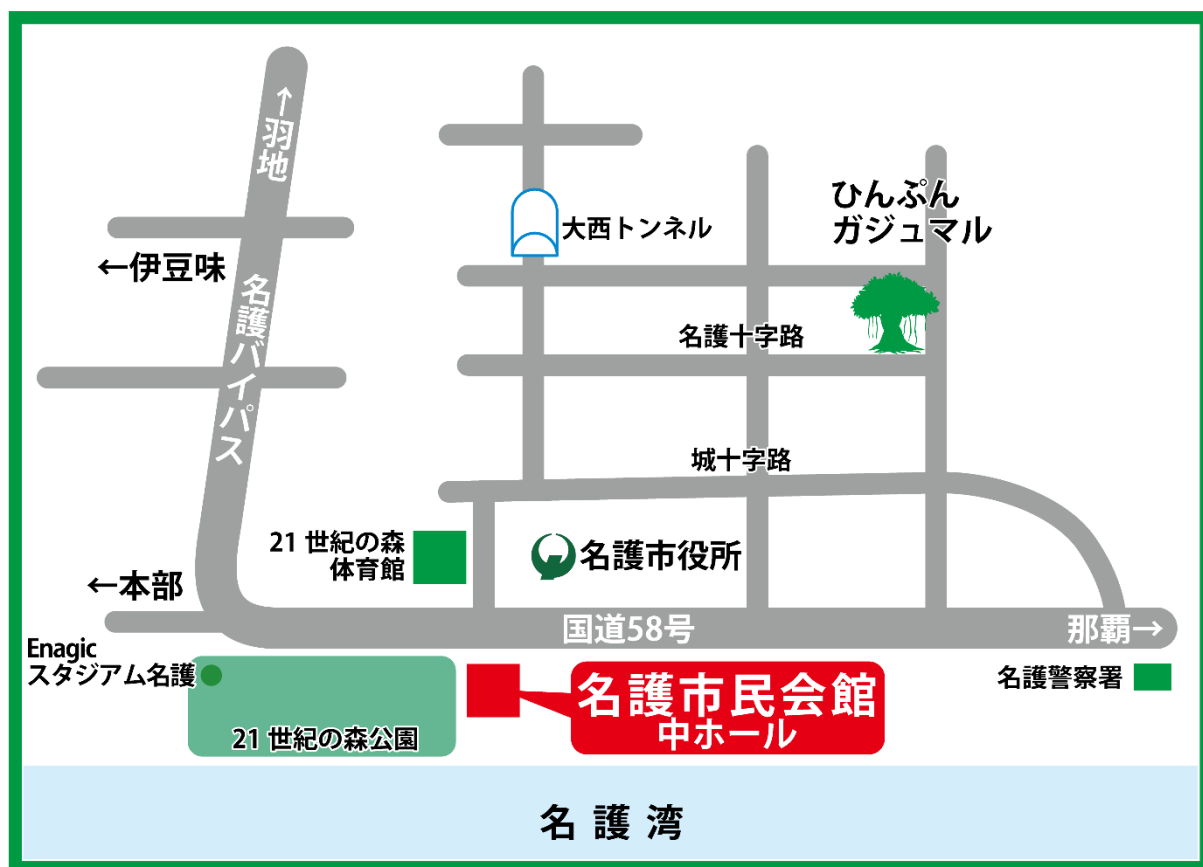 ↑羽地
大西トンネル
ひんぷん
ガジュマル
←伊豆味
名護バイパス
名護十字路
城十字路
21世紀の森
体育館
名護市役所
←本部
国道58号
那覇→
Enagic
スタジアム名護
名護市民会館
中ホール
名護警察署
21世紀の森公園
名護湾